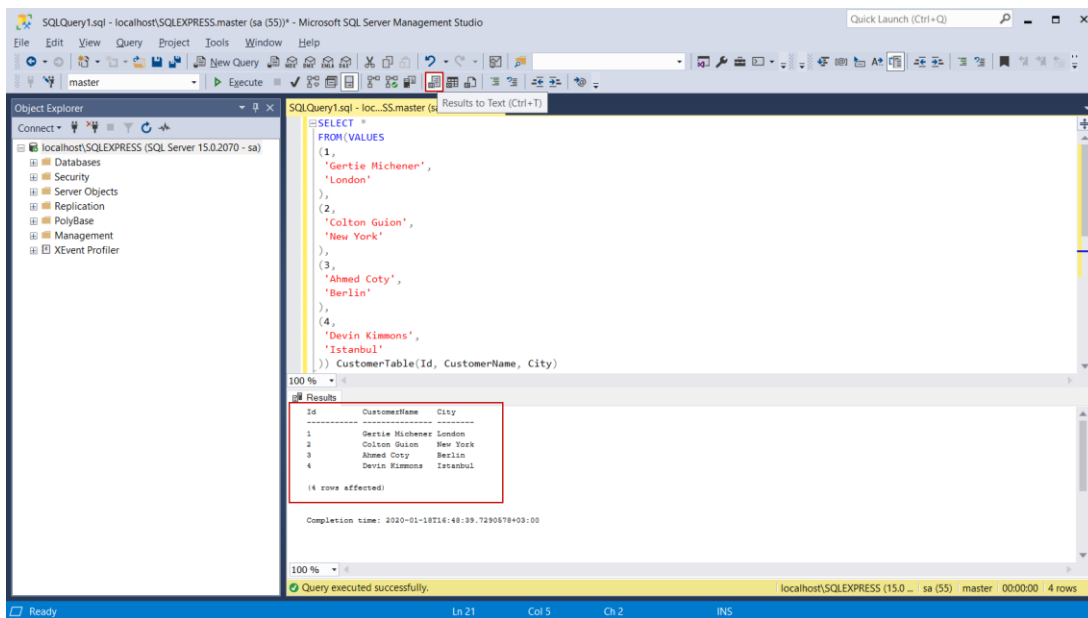 SQLQuery1.sql - localhost\SQLEXPRESS.master (sa (55))* - Microsoft SQL Server Management Studio
Quick Launch (Ctrl+Q)
File Edit View Query Project Tools Window Help
New Query
master
Execute
Object Explorer
SQLQuery1.sql - loc...SS.master (sa
Results to Text (Ctrl+T)
Connect
localhost\SQLEXPRESS (SQL Server 15.0.2070 - sa)
Databases
Security
Server Objects
Replication
PolyBase
Management
XEvent Profiler
SELECT *
FROM(VALUES
(1,
'Gertie Michener',
'London'
),
(2,
'Colton Guion',
'New York'
),
(3,
'Ahmed Coty',
'Berlin'
),
(4,
'Devin Kimmons',
'Istanbul'
)) CustomerTable(Id, CustomerName, City)
100 %
Results
Id CustomerName City
----------- --------------- --------
1 Gertie Michener London
2 Colton Guion New York
3 Ahmed Coty Berlin
4 Devin Kimmons Istanbul
(4 rows affected)
Completion time: 2020-01-18T16:48:39.7290578+03:00
100 %
Query executed successfully.
localhost\SQLEXPRESS (15.0 ... sa (55) master 00:00:00 4 rows
Ready Ln 21 Col 5 Ch 2 INS